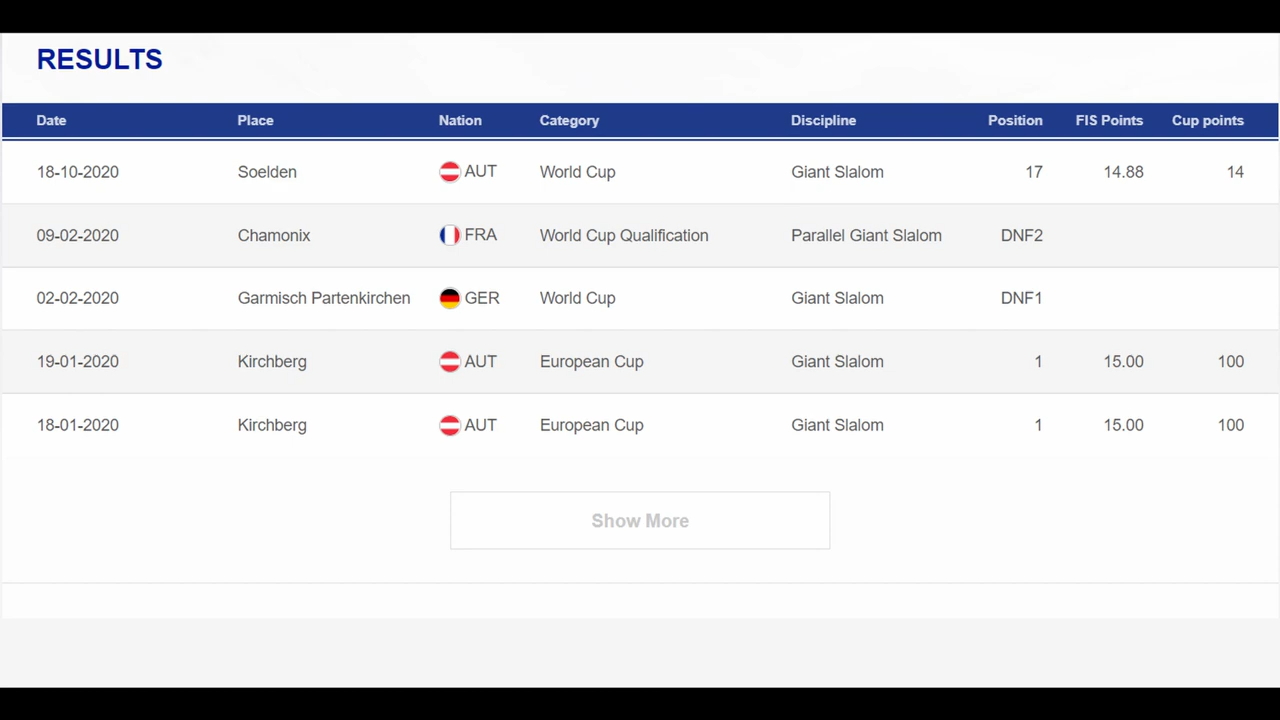 RESULTS
Date Place Nation Category Discipline Position FIS Points Cup points
18-10-2020 Soelden AUT World Cup Giant Slalom 17 14.88 14
09-02-2020 Chamonix FRA World Cup Qualification Parallel Giant Slalom DNF2
02-02-2020 Garmisch Partenkirchen GER World Cup Giant Slalom DNF1
19-01-2020 Kirchberg AUT European Cup Giant Slalom 1 15.00 100
18-01-2020 Kirchberg AUT European Cup Giant Slalom 1 15.00 100
Show More